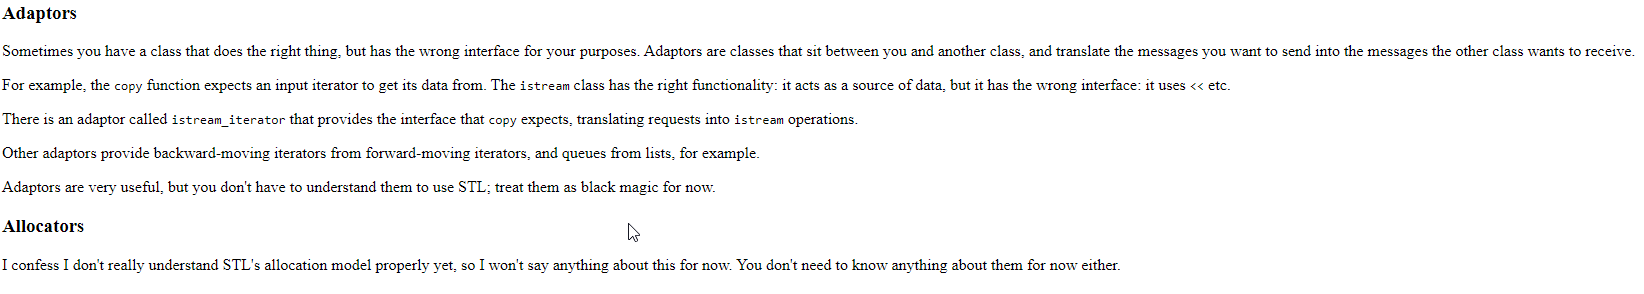 Adaptors
Sometimes you have a class that does the right thing, but has the wrong interface for your purposes. Adaptors are classes that sit between you and another class, and translate the messages you want to send into the messages the other class wants to receive.
For example, the copy function expects an input iterator to get its data from. The istream class has the right functionality: it acts as a source of data, but it has the wrong interface: it uses << etc.
There is an adaptor called istream_iterator that provides the interface that copy expects, translating requests into istream operations.
Other adaptors provide backward-moving iterators from forward-moving iterators, and queues from lists, for example.
Adaptors are very useful, but you don't have to understand them to use STL; treat them as black magic for now.
Allocators
I confess I don't really understand STL's allocation model properly yet, so I won't say anything about this for now. You don't need to know anything about them for now either.